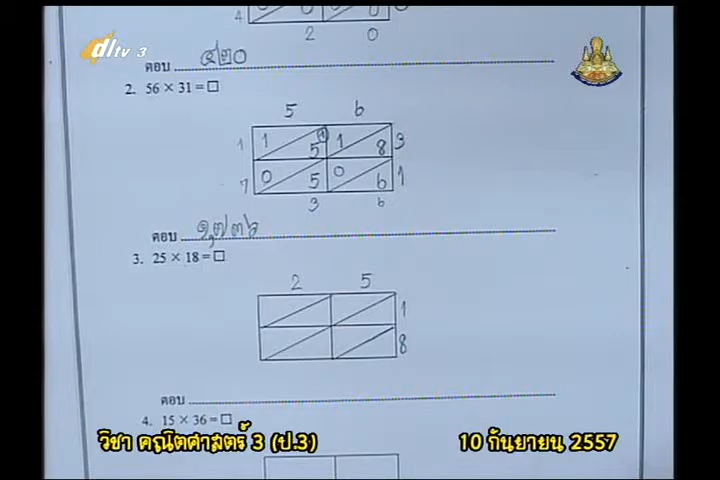 4
2 0
dltv 3
ตอบ ๔๒๐
2. 56 × 31 = □
5 6
1 1 5 1 1 8 3
7 0 5 0 6 1
3 6
ตอบ ๑,๗๓๖
3. 25 × 18 = □
2 5
1
8
ตอบ
4. 15 × 36 = □
วิชา คณิตศาสตร์ 3 (ป.3) 10 กันยายน 2557